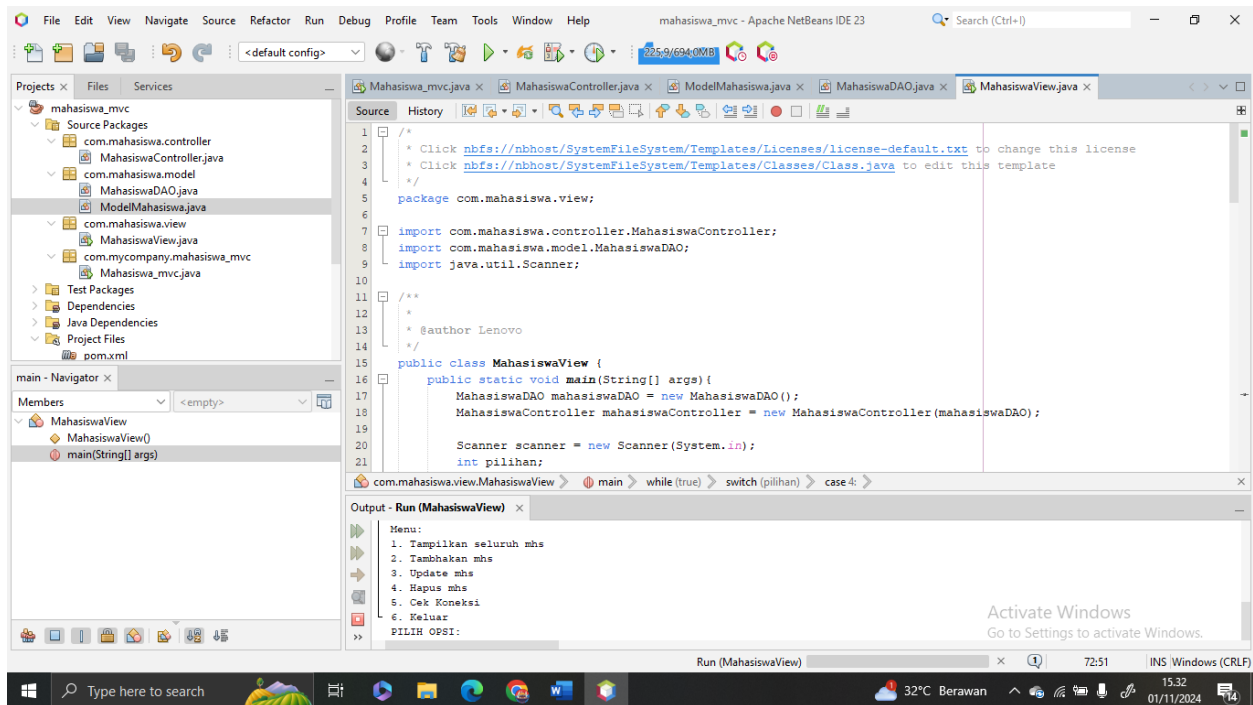 File Edit View Navigate Source Refactor Run Debug Profile Team Tools Window Help mahasiswa_mvc - Apache NetBeans IDE 23 Search (Ctrl+I)
<default config> 225,9/694,0MB
Projects Files Services
mahasiswa_mvc
Source Packages
com.mahasiswa.controller
MahasiswaController.java
com.mahasiswa.model
MahasiswaDAO.java
ModelMahasiswa.java
com.mahasiswa.view
MahasiswaView.java
com.mycompany.mahasiswa_mvc
Mahasiswa_mvc.java
Test Packages
Dependencies
Java Dependencies
Project Files
pom.xml
main - Navigator
Members <empty>
MahasiswaView
MahasiswaView()
main(String[] args)
Mahasiswa_mvc.java MahasiswaController.java ModelMahasiswa.java MahasiswaDAO.java MahasiswaView.java
Source History
1 /*
2 * Click nbfs://nbhost/SystemFileSystem/Templates/Licenses/license-default.txt to change this license
3 * Click nbfs://nbhost/SystemFileSystem/Templates/Classes/Class.java to edit this template
4 */
5 package com.mahasiswa.view;
6
7 import com.mahasiswa.controller.MahasiswaController;
8 import com.mahasiswa.model.MahasiswaDAO;
9 import java.util.Scanner;
10
11 /**
12 *
13 * @author Lenovo
14 */
15 public class MahasiswaView {
16 public static void main(String[] args){
17 MahasiswaDAO mahasiswaDAO = new MahasiswaDAO();
18 MahasiswaController mahasiswaController = new MahasiswaController(mahasiswaDAO);
19
20 Scanner scanner = new Scanner(System.in);
21 int pilihan;
com.mahasiswa.view.MahasiswaView main while (true) switch (pilihan) case 4:
Output - Run (MahasiswaView)
Menu:
1. Tampilkan seluruh mhs
2. Tambhakan mhs
3. Update mhs
4. Hapus mhs
5. Cek Koneksi
6. Keluar
PILIH OPSI:
Activate Windows
Go to Settings to activate Windows.
Run (MahasiswaView) 1 72:51 INS Windows (CRLF)
Type here to search 32°C Berawan 15.32
01/11/2024 14